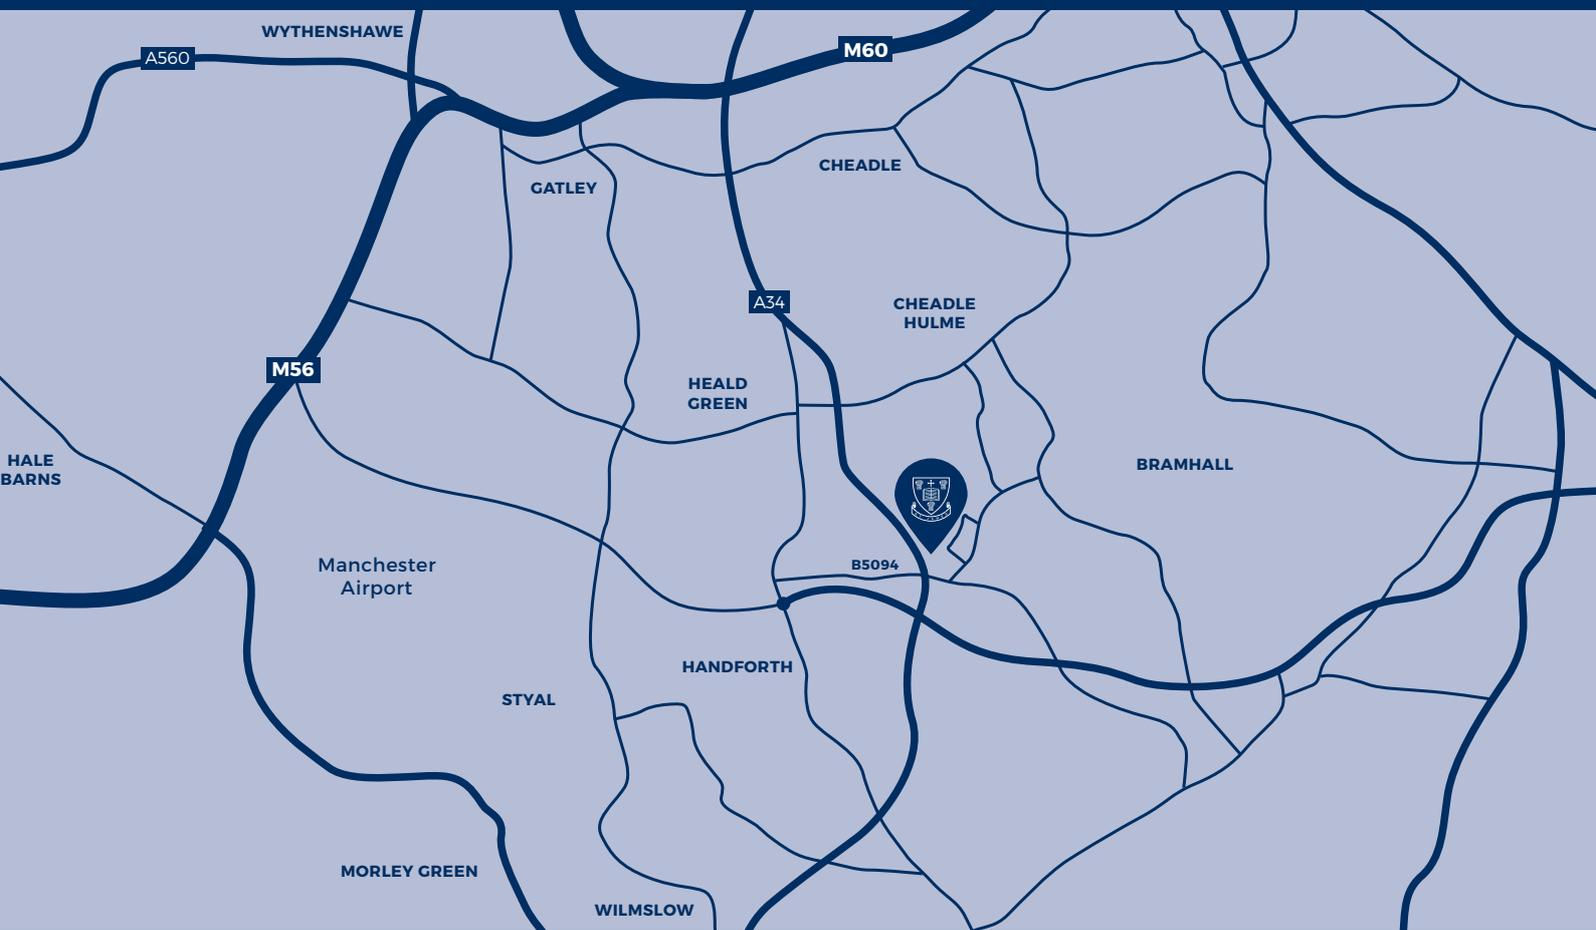 WYTHENSHAWE
A560
M60
CHEADLE
GATLEY
A34
CHEADLE
HULME
M56
HEALD
GREEN
HALE
BARNS
BRAMHALL
Manchester
Airport
B5094
HANDFORTH
STYAL
MORLEY GREEN
WILMSLOW